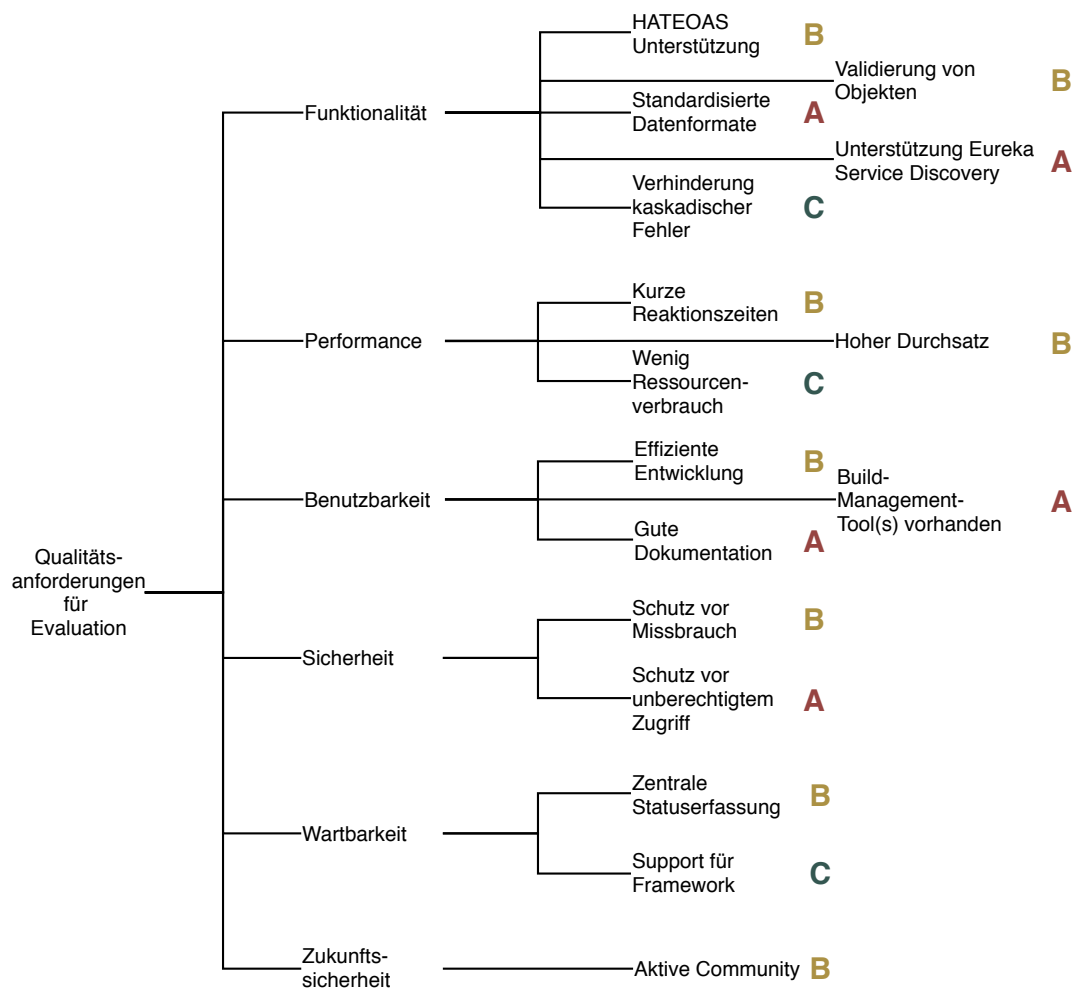 Qualitäts-
anforderungen
für
Evaluation
Funktionalität
HATEOAS
Unterstützung
B
Validierung von
Objekten
B
Standardisierte
Datenformate
A
Unterstützung Eureka
Service Discovery
A
Verhinderung
kaskadischer
Fehler
C
Performance
Kurze
Reaktionszeiten
B
Hoher Durchsatz
B
Wenig
Ressourcen-
verbrauch
C
Benutzbarkeit
Effiziente
Entwicklung
B
Build-
Management-
Tool(s) vorhanden
A
Gute
Dokumentation
A
Sicherheit
Schutz vor
Missbrauch
B
Schutz vor
unberechtigtem
Zugriff
A
Wartbarkeit
Zentrale
Statuserfassung
B
Support für
Framework
C
Zukunfts-
sicherheit
Aktive Community
B